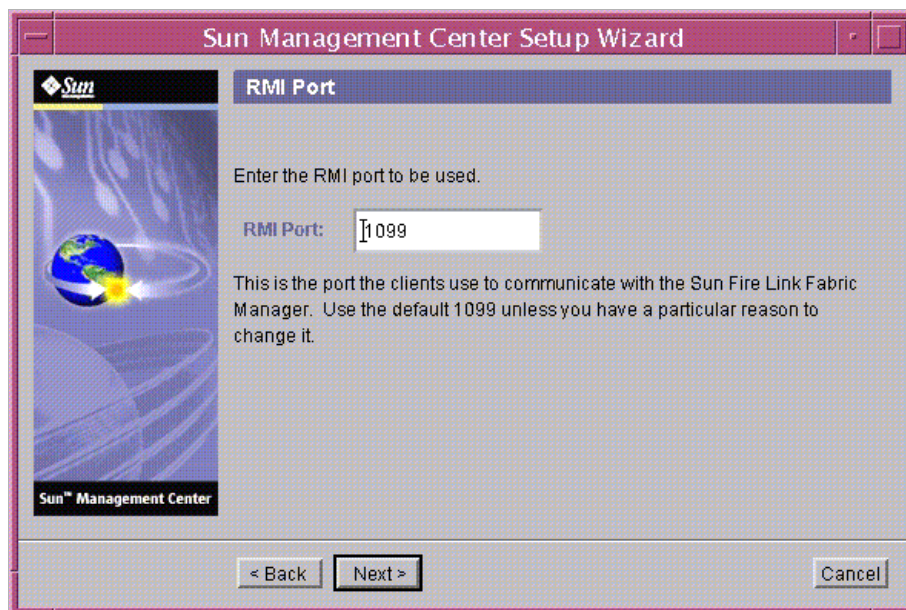 Sun Management Center Setup Wizard
Sun
RMI Port
Enter the RMI port to be used.
RMI Port: 1099
This is the port the clients use to communicate with the Sun Fire Link Fabric
Manager. Use the default 1099 unless you have a particular reason to
change it.
Sun™ Management Center
< Back Next > Cancel